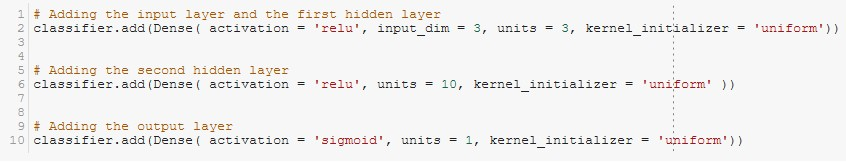 1 # Adding the input layer and the first hidden layer
2 classifier.add(Dense( activation = 'relu', input_dim = 3, units = 3, kernel_initializer = 'uniform'))
3
4
5 # Adding the second hidden layer
6 classifier.add(Dense( activation = 'relu', units = 10, kernel_initializer = 'uniform' ))
7
8
9 # Adding the output layer
10 classifier.add(Dense( activation = 'sigmoid', units = 1, kernel_initializer = 'uniform'))